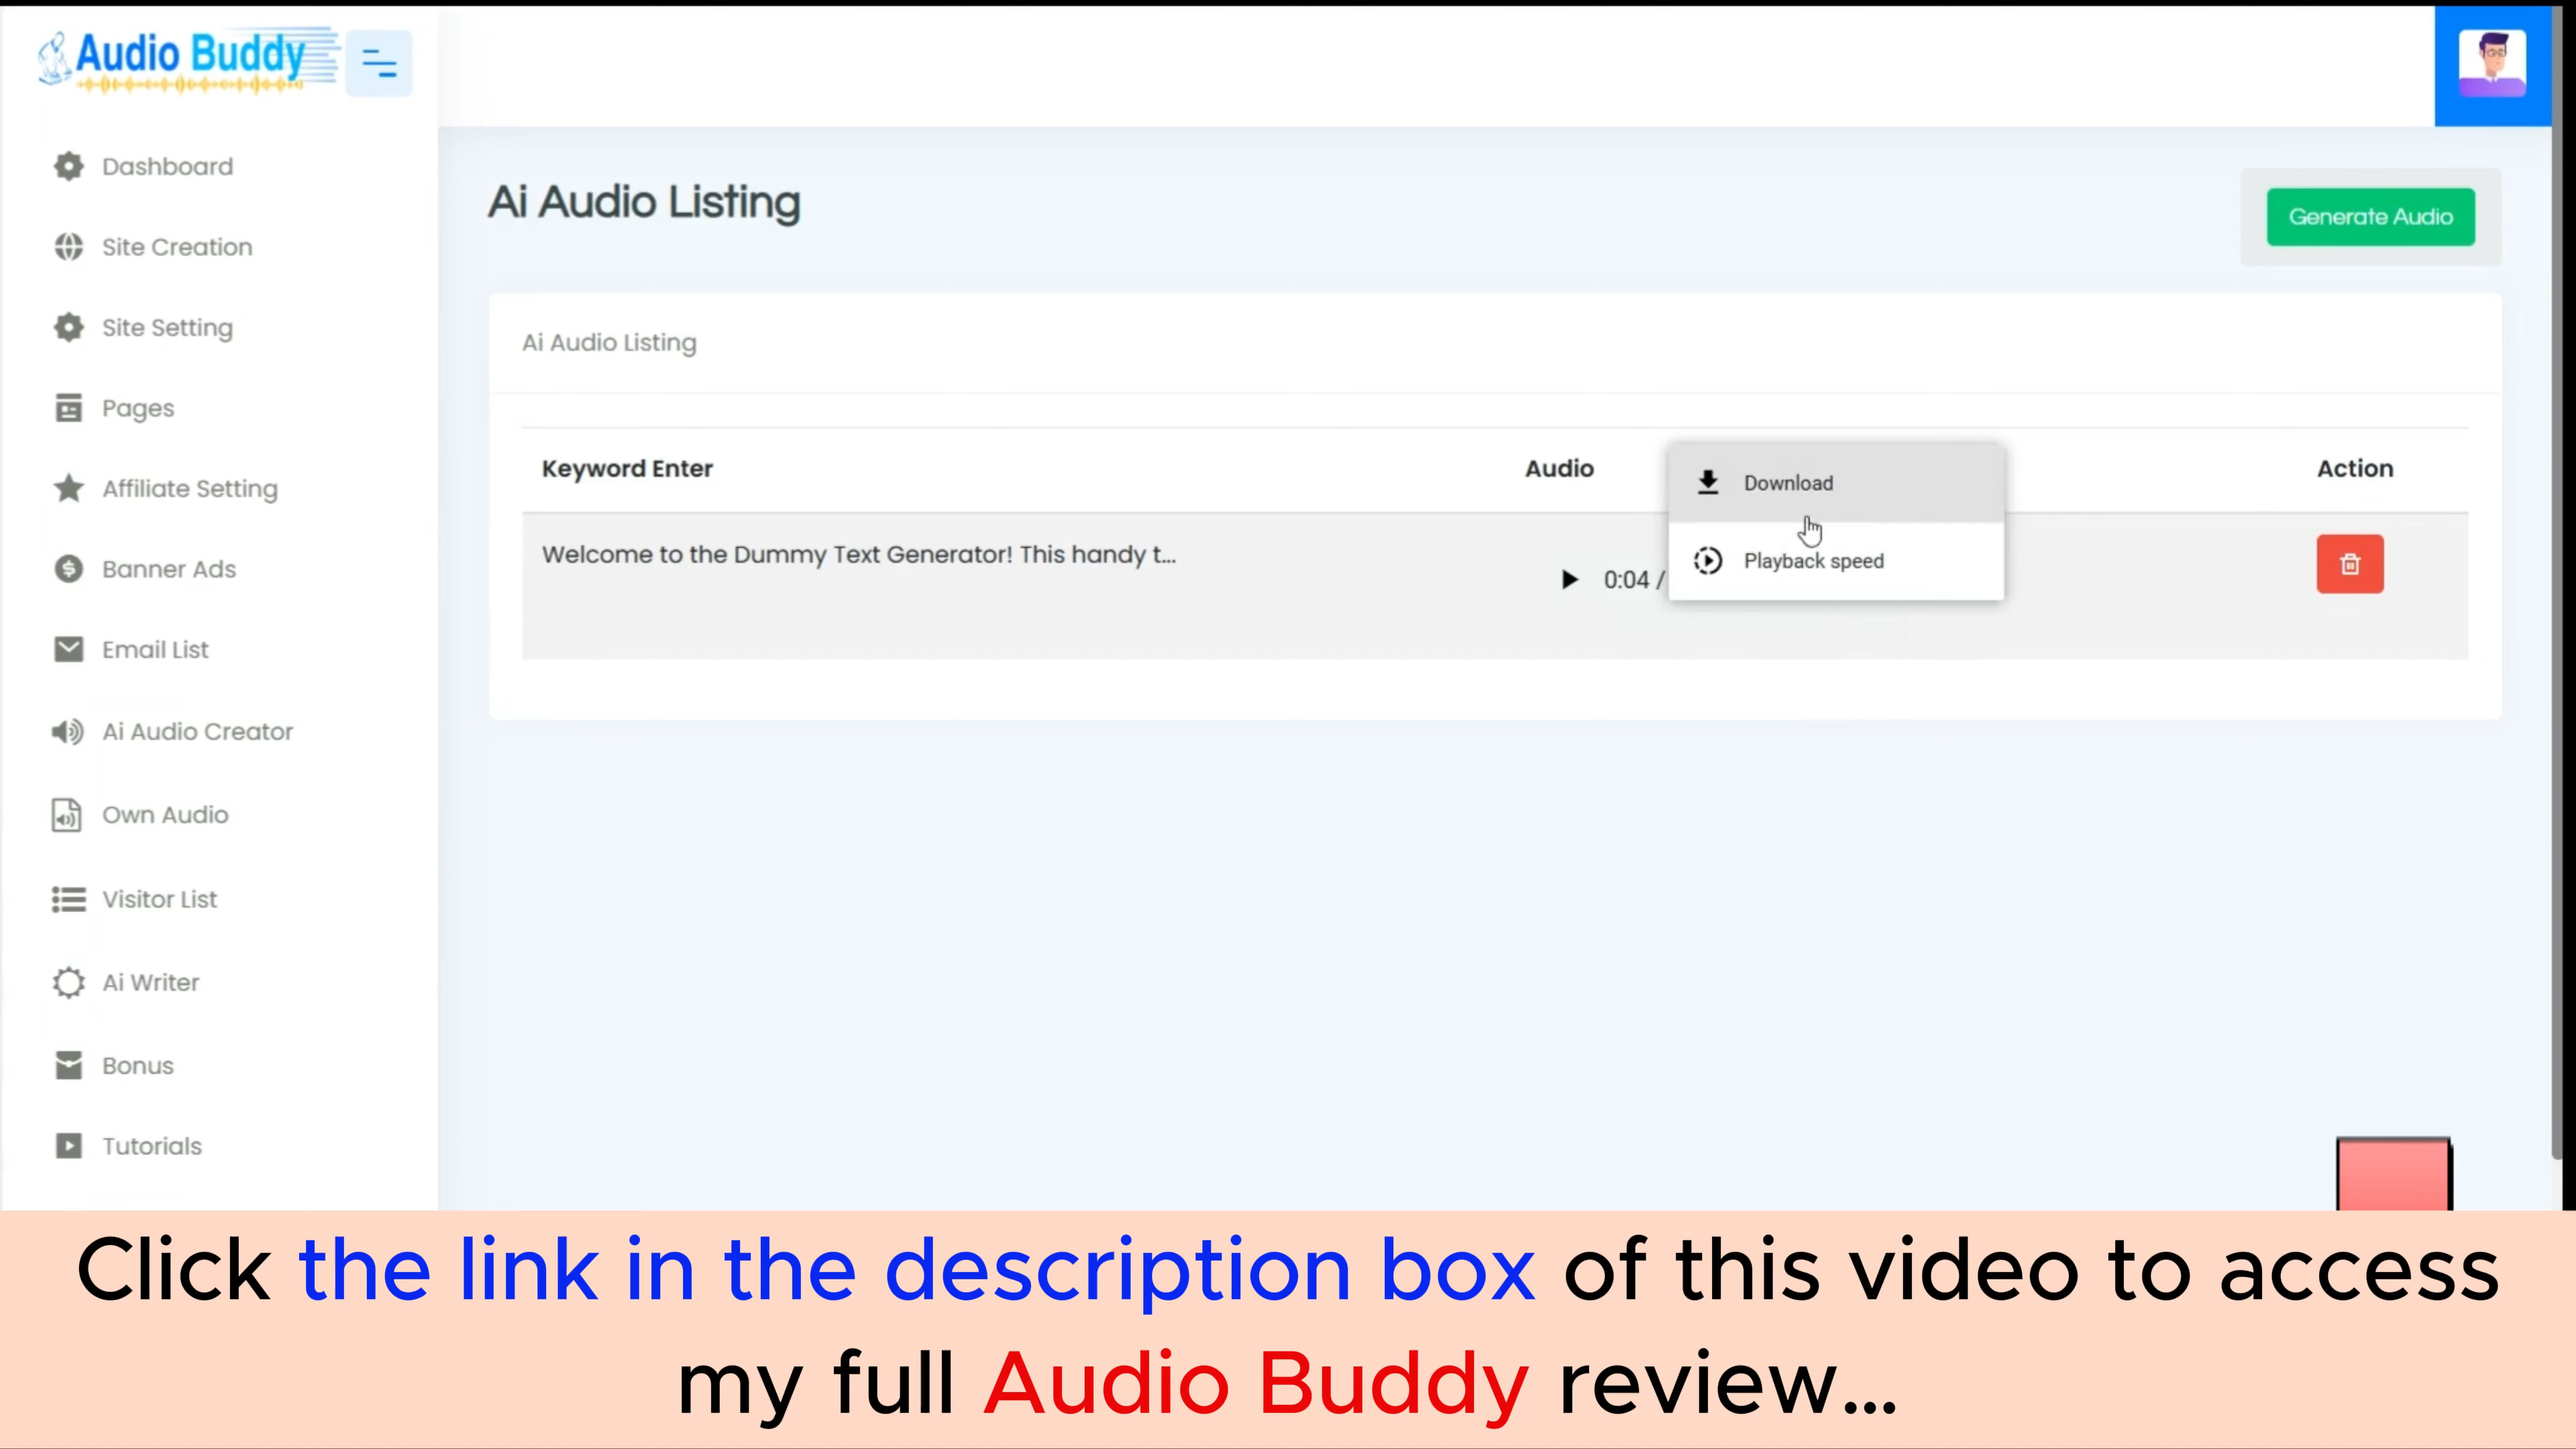 Audio Buddy
Dashboard
Site Creation
Site Setting
Pages
Affiliate Setting
Banner Ads
Email List
Ai Audio Creator
Own Audio
Visitor List
Ai Writer
Bonus
Tutorials
Ai Audio Listing
Generate Audio
Ai Audio Listing
Keyword Enter
Audio
Action
Welcome to the Dummy Text Generator! This handy t...
0:04 /
Download
Playback speed
Click the link in the description box of this video to access
my full Audio Buddy review...